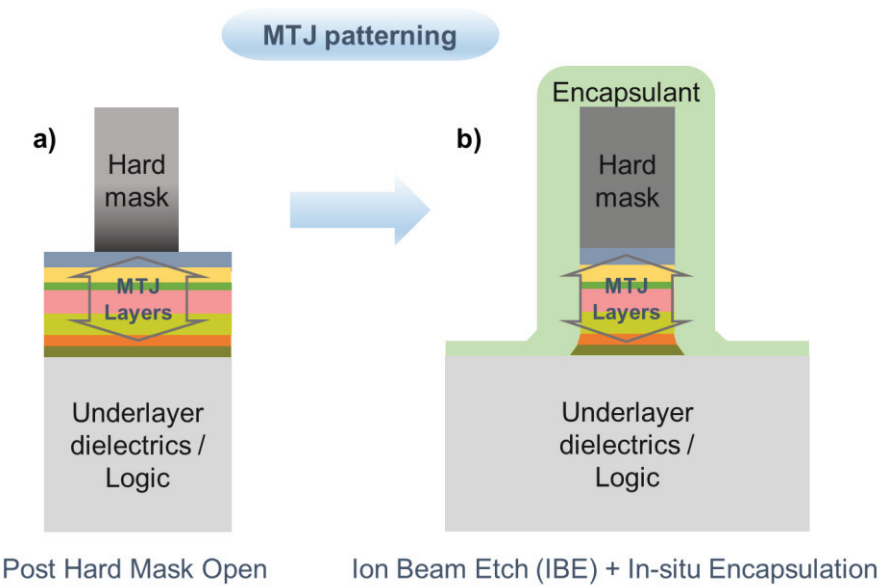 MTJ patterning
a)
Hard
mask
MTJ
Layers
Underlayer
dielectrics /
Logic
Post Hard Mask Open
b)
Encapsulant
Hard
mask
MTJ
Layers
Underlayer
dielectrics /
Logic
Ion Beam Etch (IBE) + In-situ Encapsulation